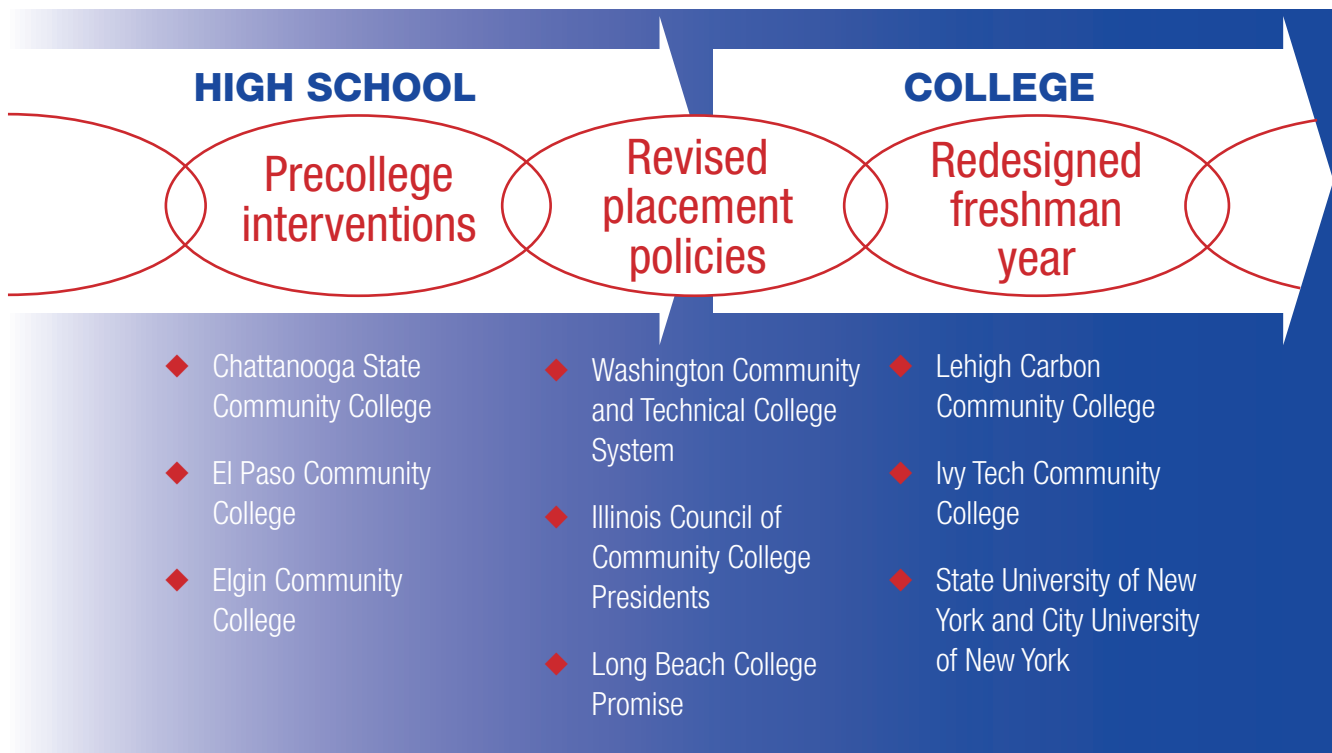 HIGH SCHOOL
COLLEGE
Precollege
interventions
Revised
placement
policies
Redesigned
freshman
year
Chattanooga State
Community College
El Paso Community
College
Elgin Community
College
Washington Community
and Technical College
System
Illinois Council of
Community College
Presidents
Long Beach College
Promise
Lehigh Carbon
Community College
Ivy Tech Community
College
State University of New
York and City University
of New York